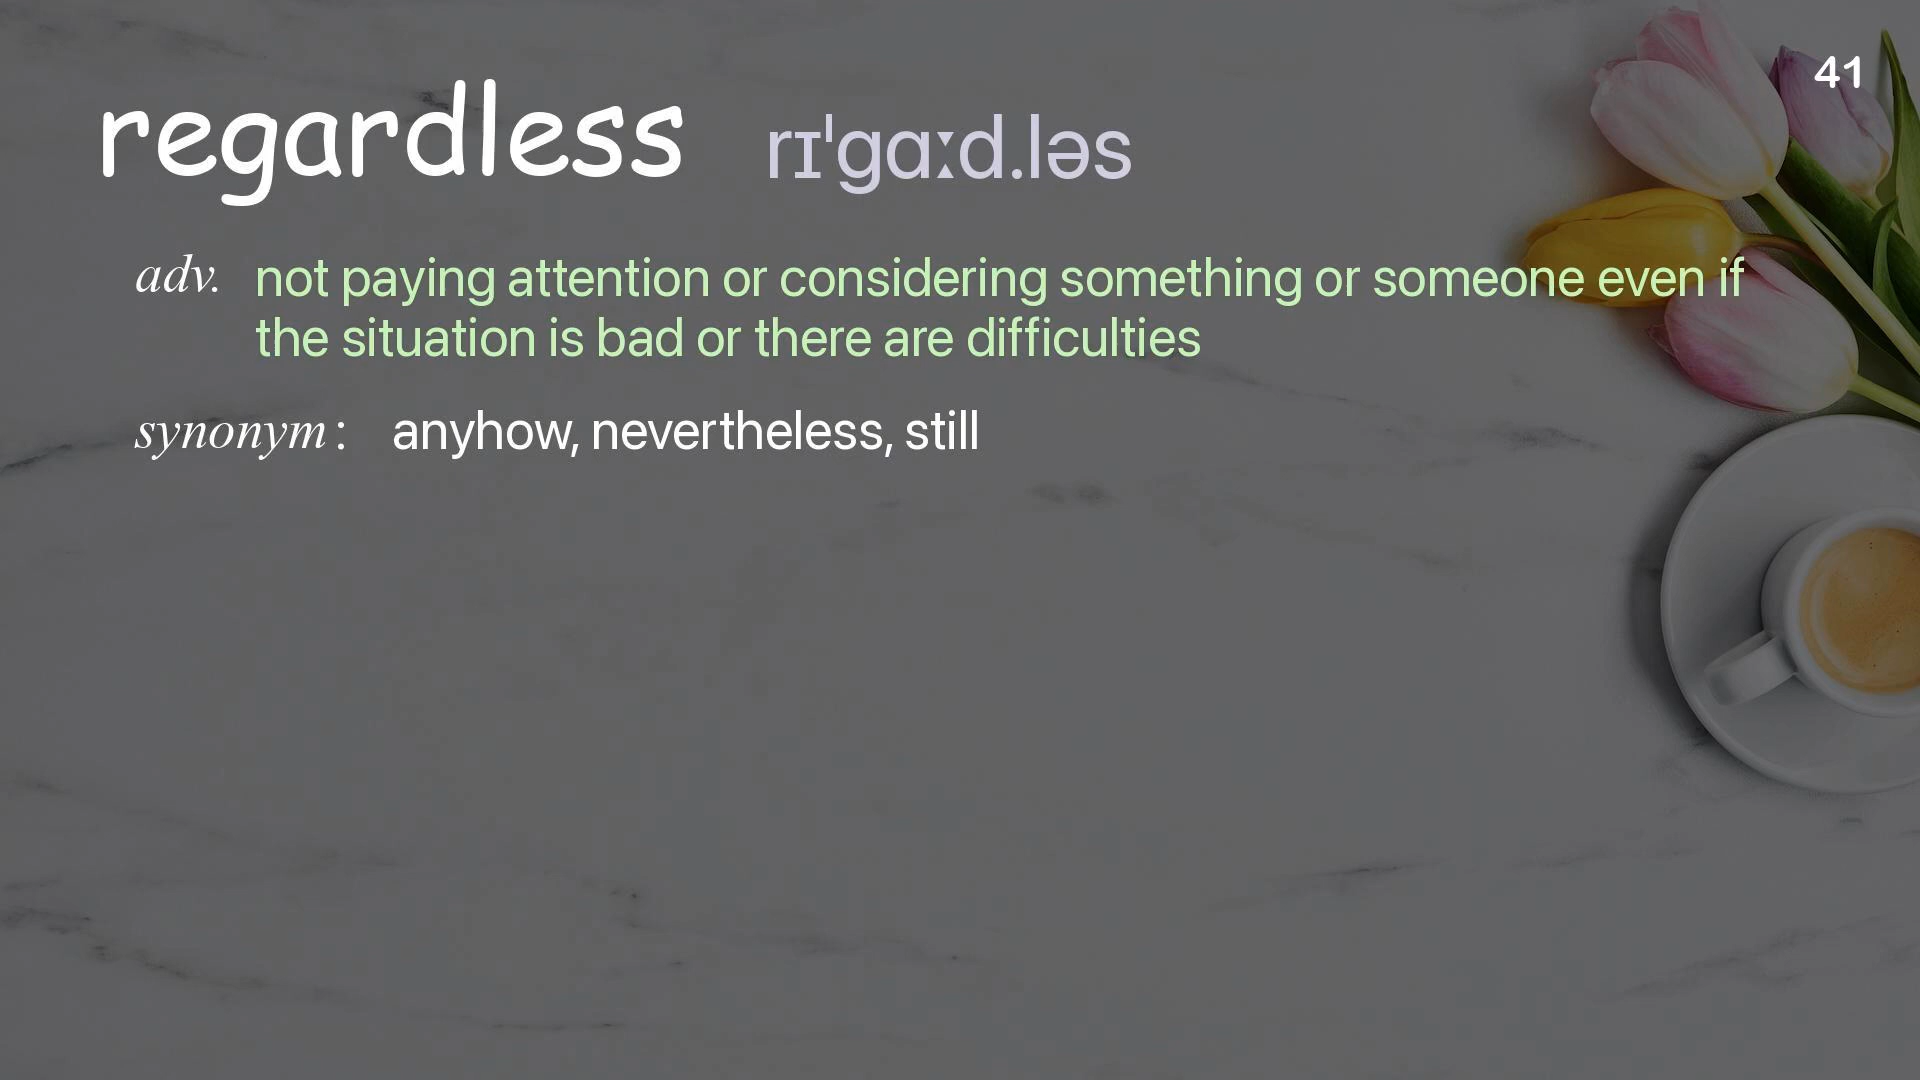 41
regardless rɪˈɡɑːd.ləs
adv. not paying attention or considering something or someone even if
the situation is bad or there are difficulties
synonym: anyhow, nevertheless, still